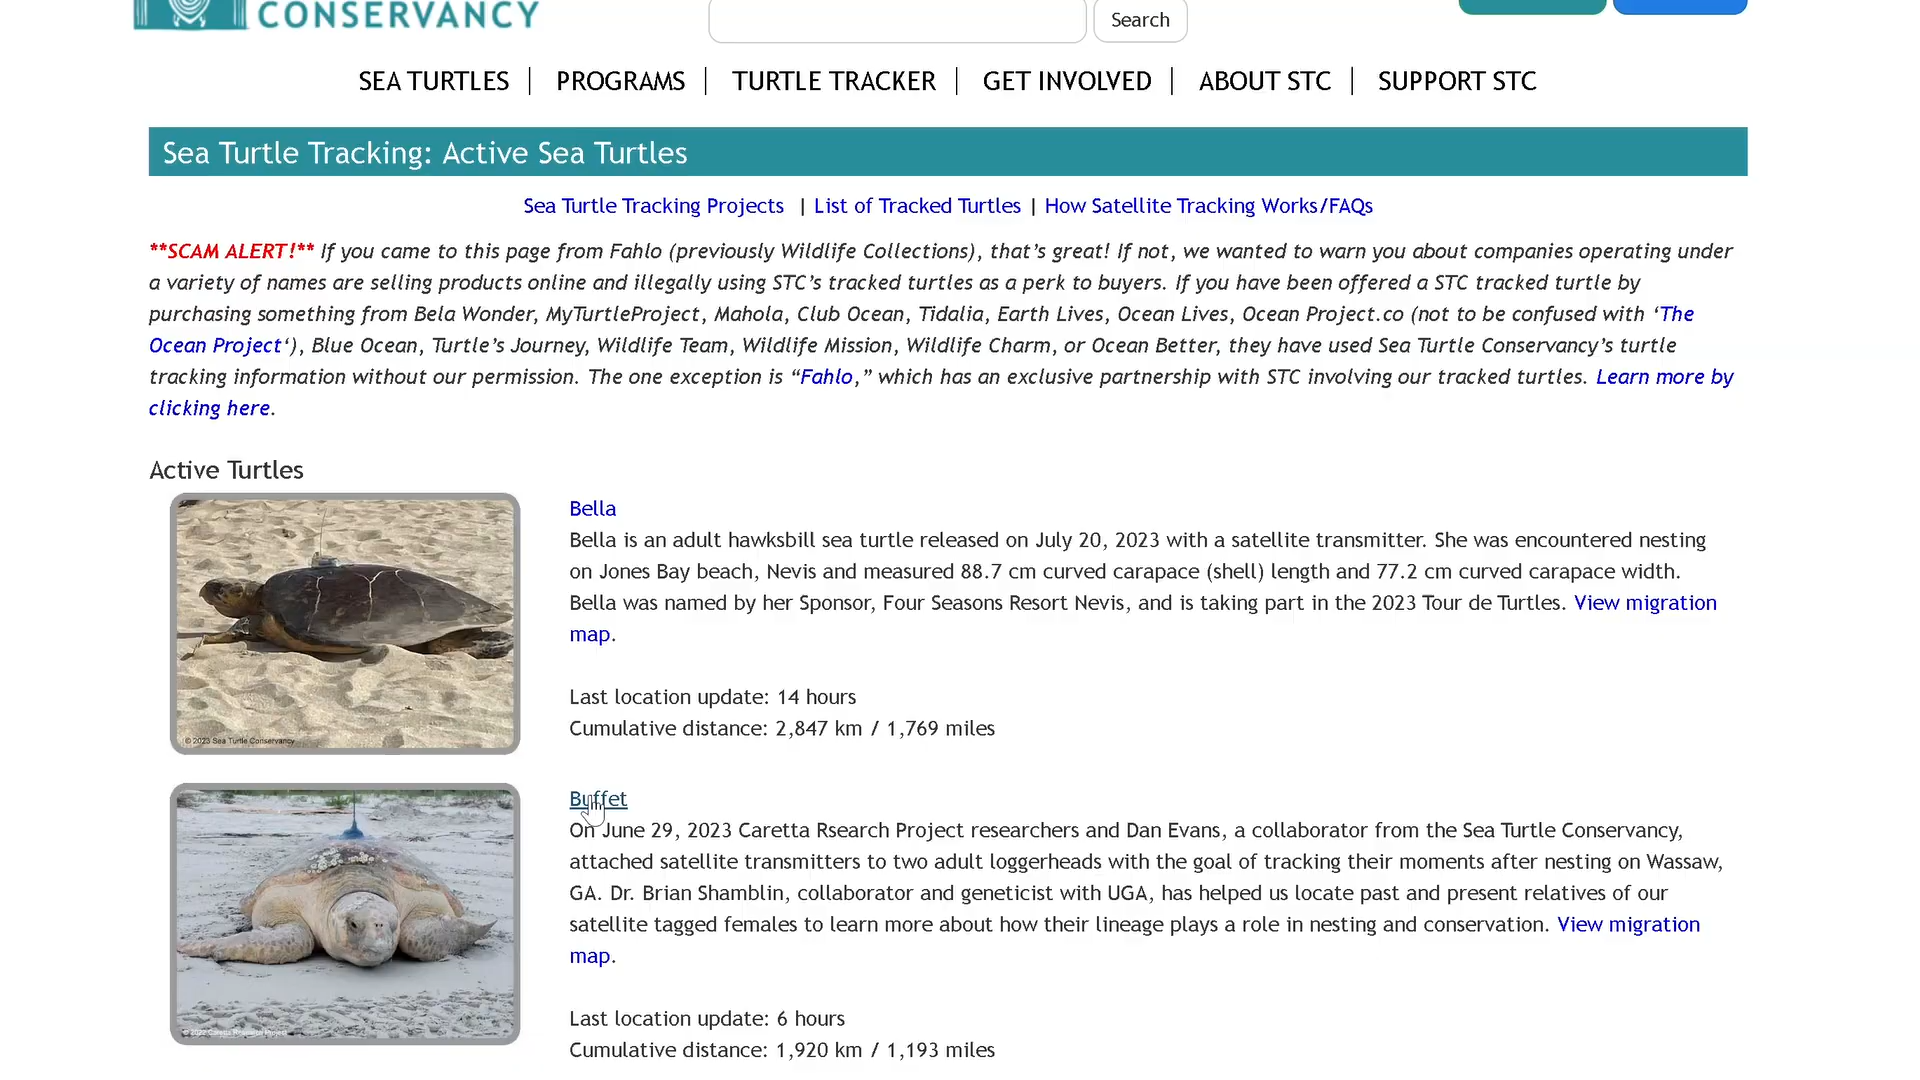 CONSERVANCY
Search
SEA TURTLES
PROGRAMS
TURTLE TRACKER
GET INVOLVED
ABOUT STC
SUPPORT STC
Sea Turtle Tracking: Active Sea Turtles
Sea Turtle Tracking Projects | List of Tracked Turtles | How Satellite Tracking Works/FAQs
**SCAM ALERT!** If you came to this page from Fahlo (previously Wildlife Collections), that’s great! If not, we wanted to warn you about companies operating under
a variety of names are selling products online and illegally using STC’s tracked turtles as a perk to buyers. If you have been offered a STC tracked turtle by
purchasing something from Bela Wonder, MyTurtleProject, Mahola, Club Ocean, Tidalia, Earth Lives, Ocean Lives, Ocean Project.co (not to be confused with ‘The
Ocean Project‘), Blue Ocean, Turtle’s Journey, Wildlife Team, Wildlife Mission, Wildlife Charm, or Ocean Better, they have used Sea Turtle Conservancy’s turtle
tracking information without our permission. The one exception is “Fahlo,” which has an exclusive partnership with STC involving our tracked turtles. Learn more by
clicking here.
Active Turtles
Bella
Bella is an adult hawksbill sea turtle released on July 20, 2023 with a satellite transmitter. She was encountered nesting
on Jones Bay beach, Nevis and measured 88.7 cm curved carapace (shell) length and 77.2 cm curved carapace width.
Bella was named by her Sponsor, Four Seasons Resort Nevis, and is taking part in the 2023 Tour de Turtles. View migration
map.
Last location update: 14 hours
Cumulative distance: 2,847 km / 1,769 miles
© 2023 Sea Turtle Conservancy
Buffet
On June 29, 2023 Caretta Rsearch Project researchers and Dan Evans, a collaborator from the Sea Turtle Conservancy,
attached satellite transmitters to two adult loggerheads with the goal of tracking their moments after nesting on Wassaw,
GA. Dr. Brian Shamblin, collaborator and geneticist with UGA, has helped us locate past and present relatives of our
satellite tagged females to learn more about how their lineage plays a role in nesting and conservation. View migration
map.
Last location update: 6 hours
Cumulative distance: 1,920 km / 1,193 miles
© 2022 Caretta Research Project